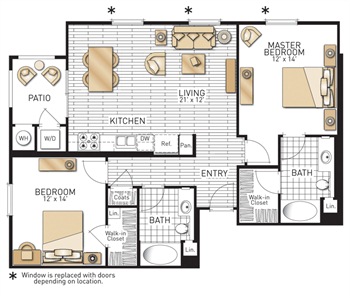 * * *
MASTER
BEDROOM
12' x 14'
LIVING
21' x 12'
PATIO
KITCHEN
WH
W/D
DW
Ref.
Pan.
BEDROOM
12' x 14'
ENTRY
BATH
Walk-in
Closet
Lin.
Coats
Lin.
Walk-in
Closet
BATH
Lin.
* Window is replaced with doors
depending on location.